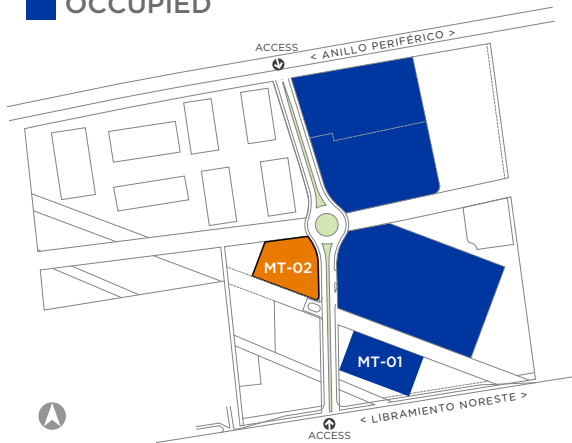 OCCUPIED
ACCESS
< ANILLO PERIFÉRICO >
MT-02
MT-01
< LIBRAMIENTO NORESTE >
ACCESS